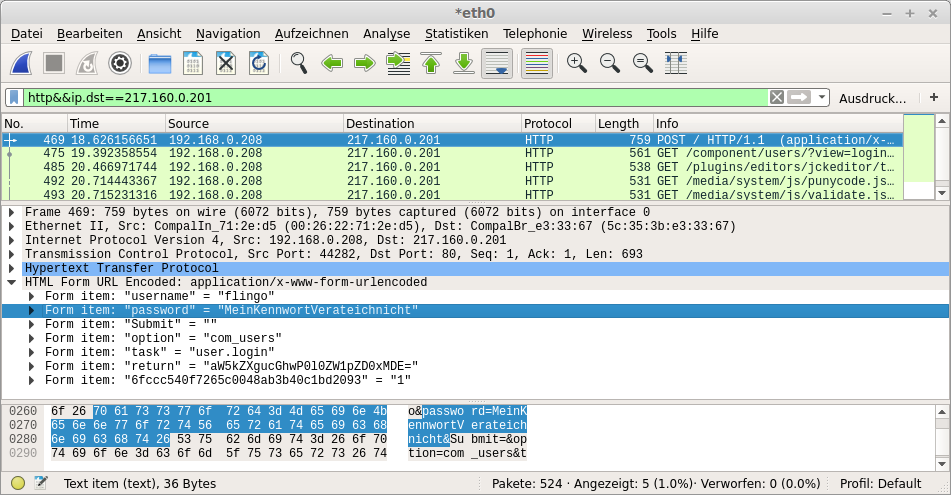 *eth0
Datei Bearbeiten Ansicht Navigation Aufzeichnen Analyse Statistiken Telephonie Wireless Tools Hilfe
http&&ip.dst==217.160.0.201 Ausdruck... +
No. Time Source Destination Protocol Length Info
469 18.626156651 192.168.0.208 217.160.0.201 HTTP 759 POST / HTTP/1.1 (application/x-...
475 19.392358554 192.168.0.208 217.160.0.201 HTTP 561 GET /component/users/?view=login...
485 20.466971744 192.168.0.208 217.160.0.201 HTTP 538 GET /plugins/editors/jckeditor/t...
492 20.714443367 192.168.0.208 217.160.0.201 HTTP 531 GET /media/system/js/punycode.js...
493 20.715231316 192.168.0.208 217.160.0.201 HTTP 531 GET /media/system/js/validate.js...
Frame 469: 759 bytes on wire (6072 bits), 759 bytes captured (6072 bits) on interface 0
Ethernet II, Src: CompalIn_71:2e:d5 (00:26:22:71:2e:d5), Dst: CompalBr_e3:33:67 (5c:35:3b:e3:33:67)
Internet Protocol Version 4, Src: 192.168.0.208, Dst: 217.160.0.201
Transmission Control Protocol, Src Port: 44282, Dst Port: 80, Seq: 1, Ack: 1, Len: 693
Hypertext Transfer Protocol
HTML Form URL Encoded: application/x-www-form-urlencoded
Form item: "username" = "flingo"
Form item: "password" = "MeinKennwortVerateichnicht"
Form item: "Submit" = ""
Form item: "option" = "com_users"
Form item: "task" = "user.login"
Form item: "return" = "aW5kZXgucGhwP0l0ZW1pZD0xMDE="
Form item: "6fccc540f7265c0048ab3b40c1bd2093" = "1"
0260 6f 26 70 61 73 73 77 6f 72 64 3d 4d 65 69 6e 4b o&passwo rd=MeinK
0270 65 6e 6e 77 6f 72 74 56 65 72 61 74 65 69 63 68 ennwortV erateich
0280 6e 69 63 68 74 26 53 75 62 6d 69 74 3d 26 6f 70 nicht&Su bmit=&op
0290 74 69 6f 6e 3d 63 6f 6d 5f 75 73 65 72 73 26 74 tion=com _users&t
Text item (text), 36 Bytes Pakete: 524 · Angezeigt: 5 (1.0%)· Verworfen: 0 (0.0%) Profil: Default